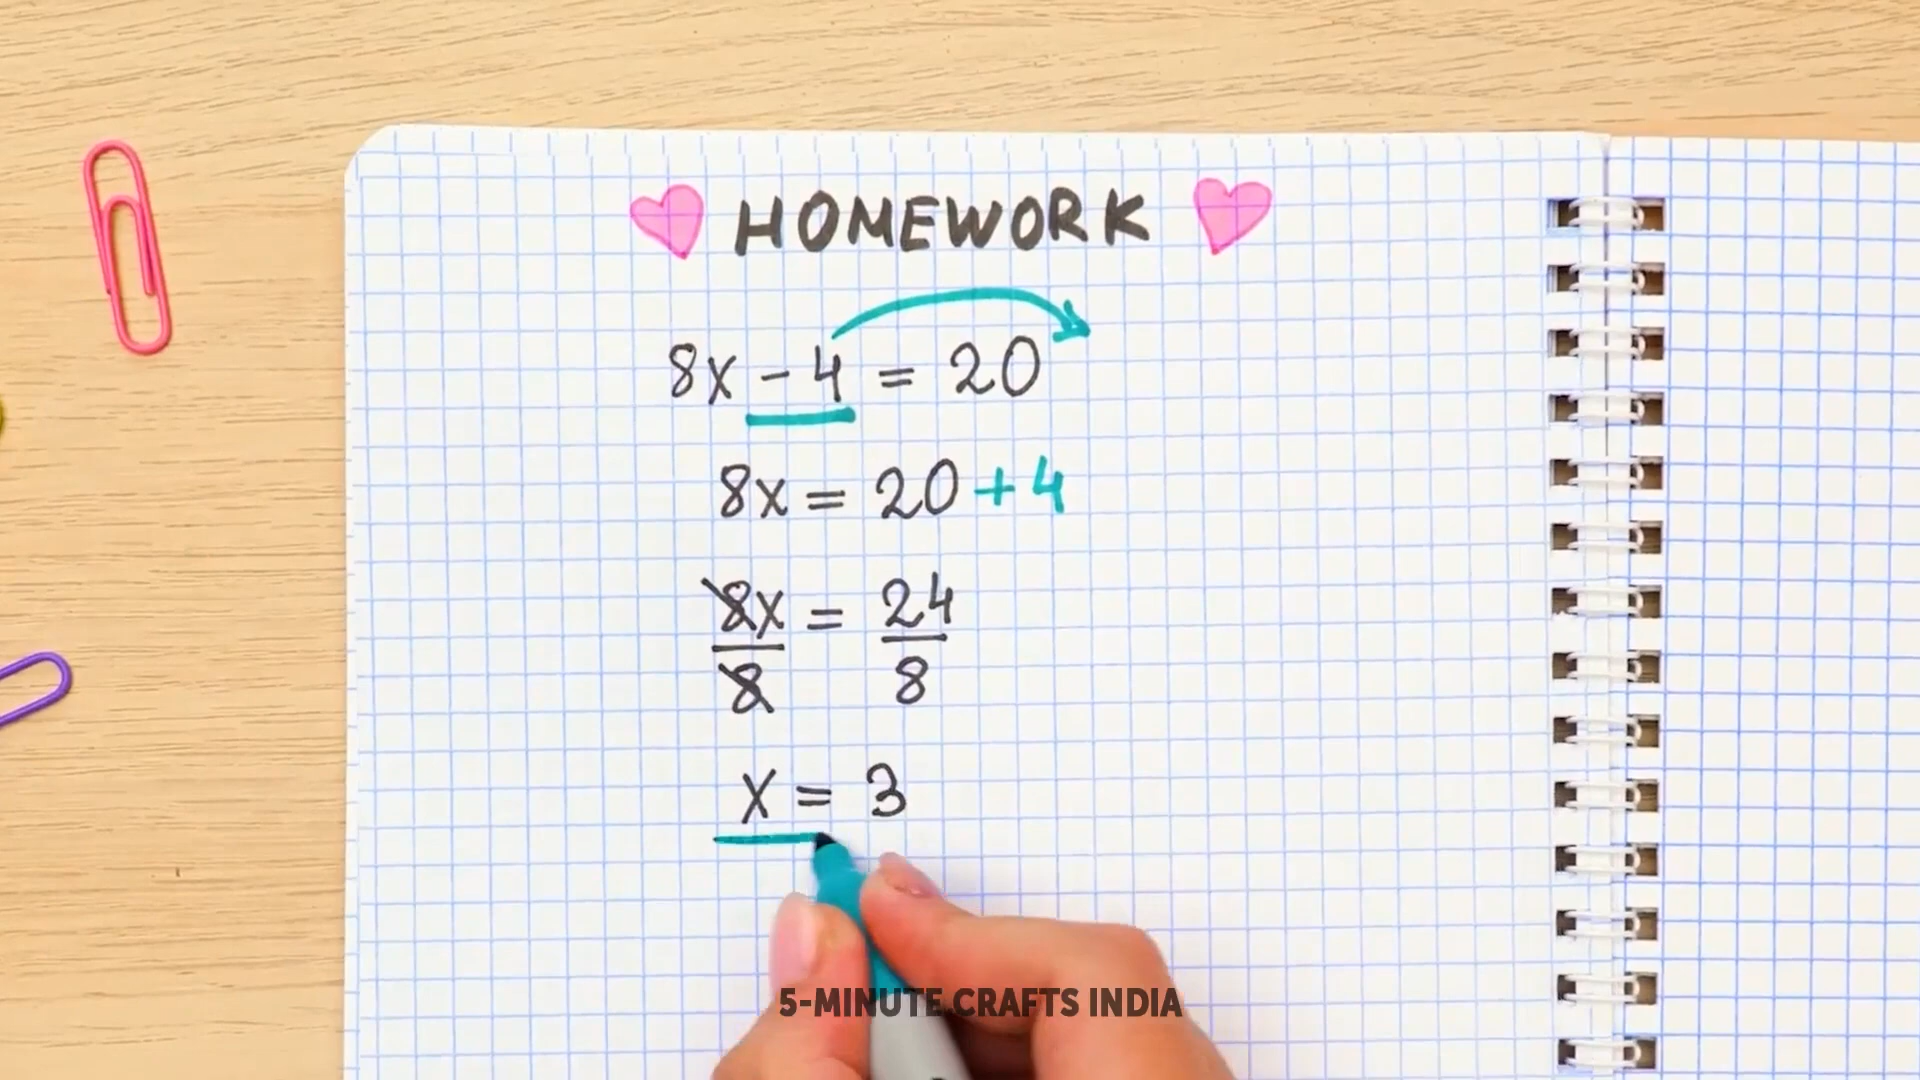 HOMEWORK
8x - 4 = 20
8x = 20 + 4
8x/8 = 24/8
x = 3
5-MINUTE CRAFTS INDIA